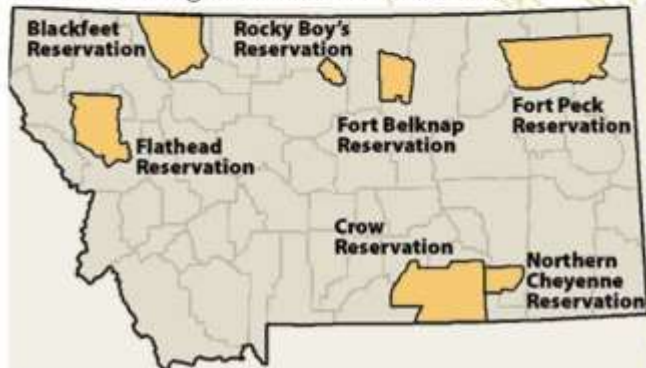 Blackfeet
Reservation
Rocky Boy's
Reservation
Fort Belknap
Reservation
Fort Peck
Reservation
Flathead
Reservation
Crow
Reservation
Northern
Cheyenne
Reservation